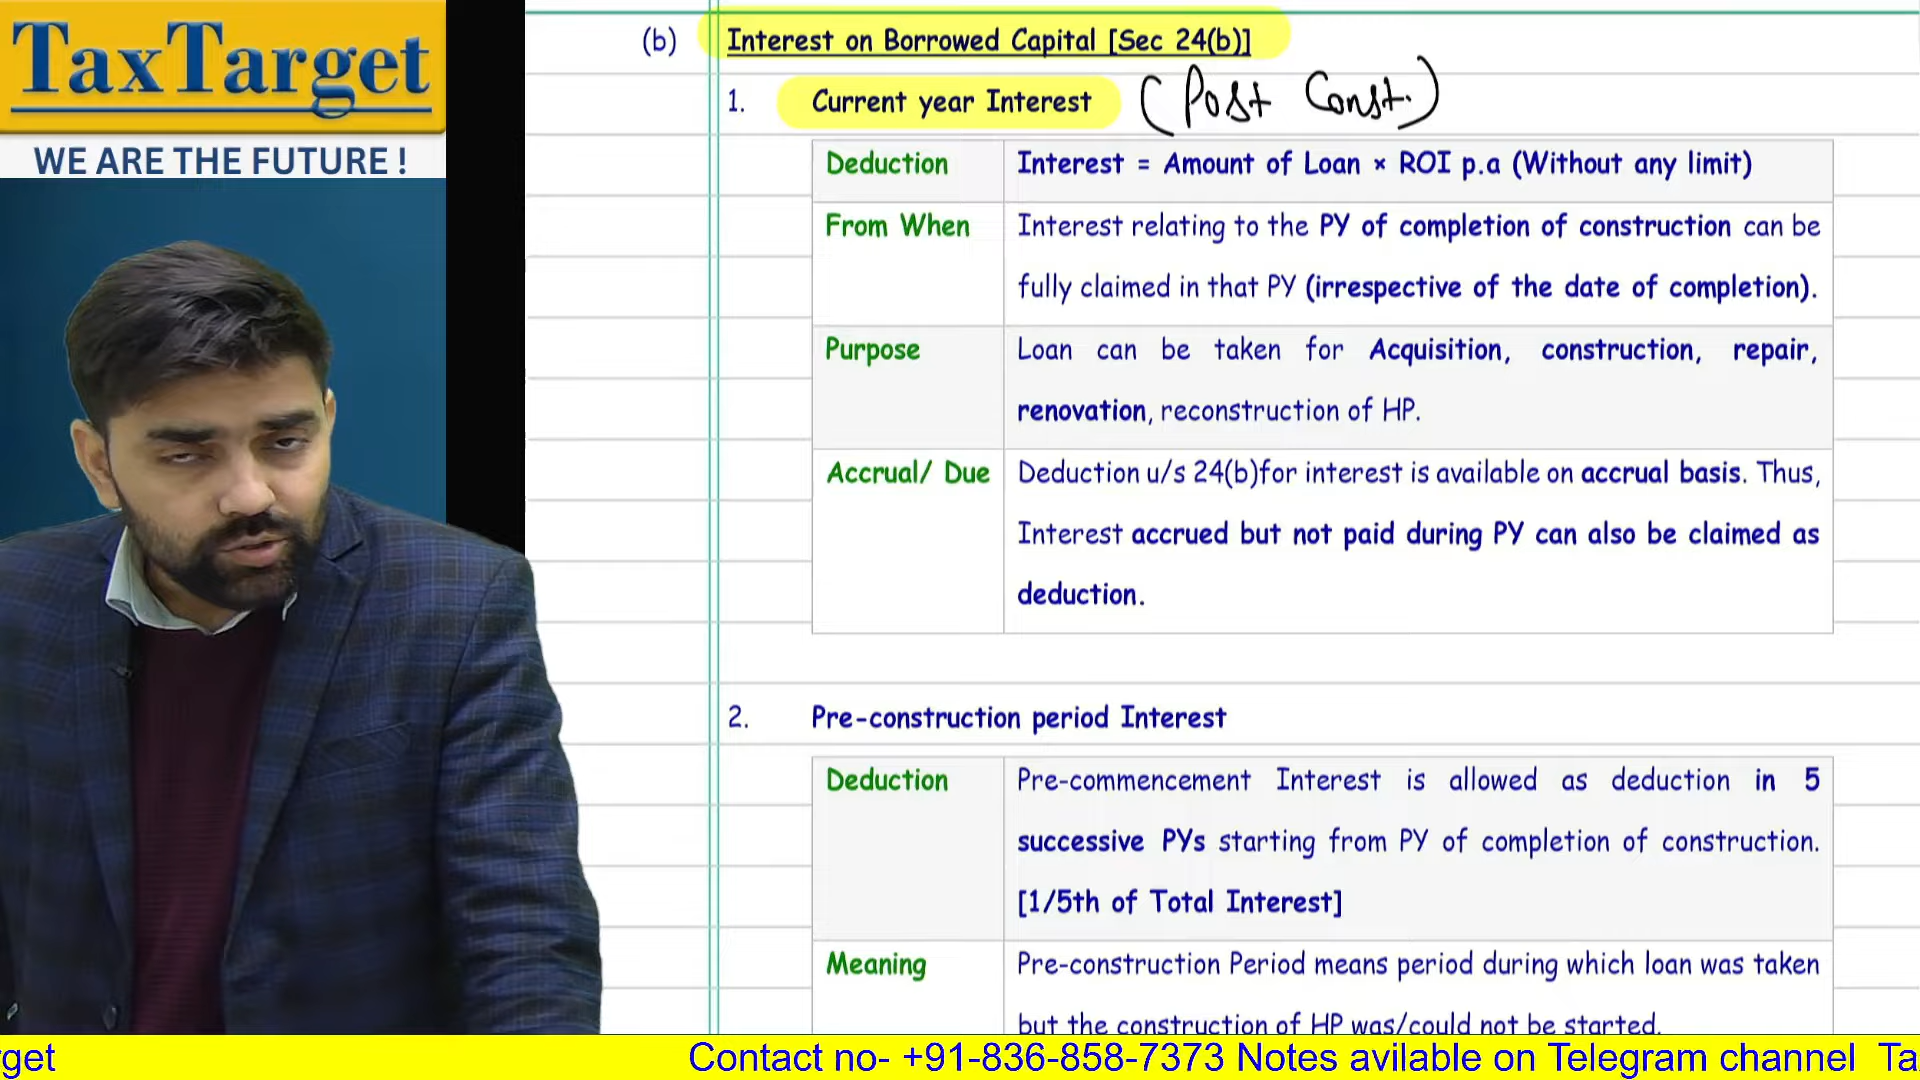 TaxTarget
WE ARE THE FUTURE !
(b) Interest on Borrowed Capital [Sec 24(b)]
1. Current year Interest (Post Const.)
Deduction Interest = Amount of Loan × ROI p.a (Without any limit)
From When Interest relating to the PY of completion of construction can be
fully claimed in that PY (irrespective of the date of completion).
Purpose Loan can be taken for Acquisition, construction, repair,
renovation, reconstruction of HP.
Accrual/ Due Deduction u/s 24(b)for interest is available on accrual basis. Thus,
Interest accrued but not paid during PY can also be claimed as
deduction.
2. Pre-construction period Interest
Deduction Pre-commencement Interest is allowed as deduction in 5
successive PYs starting from PY of completion of construction.
[1/5th of Total Interest]
Meaning Pre-construction Period means period during which loan was taken
but the construction of HP was/could not be started.
rget Contact no- +91-836-858-7373 Notes avilable on Telegram channel Ta